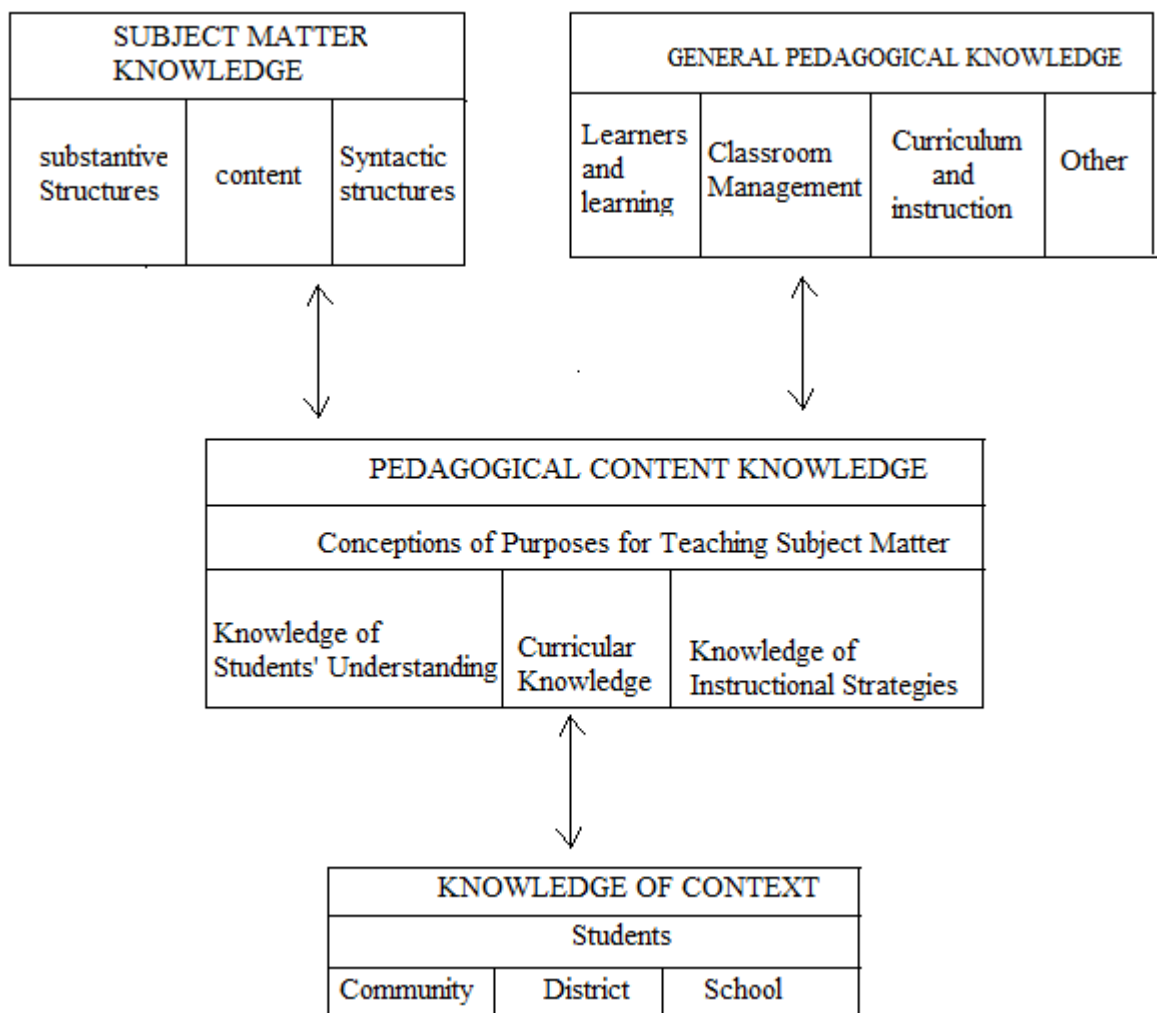 SUBJECT MATTER
KNOWLEDGE
substantive
Structures
content
Syntactic
structures
GENERAL PEDAGOGICAL KNOWLEDGE
Learners
and
learning
Classroom
Management
Curriculum
and
instruction
Other
PEDAGOGICAL CONTENT KNOWLEDGE
Conceptions of Purposes for Teaching Subject Matter
Knowledge of
Students' Understanding
Curricular
Knowledge
Knowledge of
Instructional Strategies
KNOWLEDGE OF CONTEXT
Students
Community
District
School